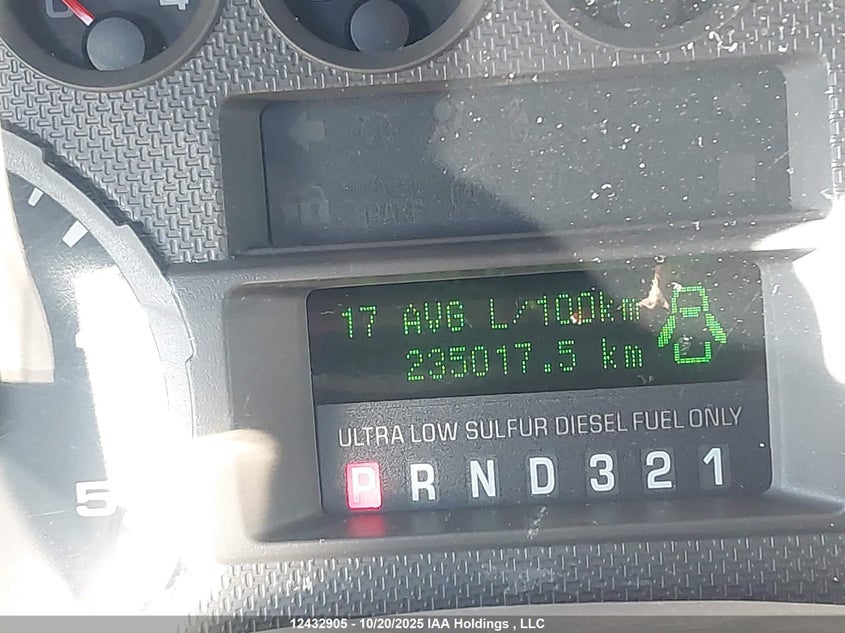 4
17 AVG L/100km
235017.5 km
ULTRA LOW SULFUR DIESEL FUEL ONLY
P R N D 3 2 1
5
12432905 - 10/20/2025 IAA Holdings , LLC